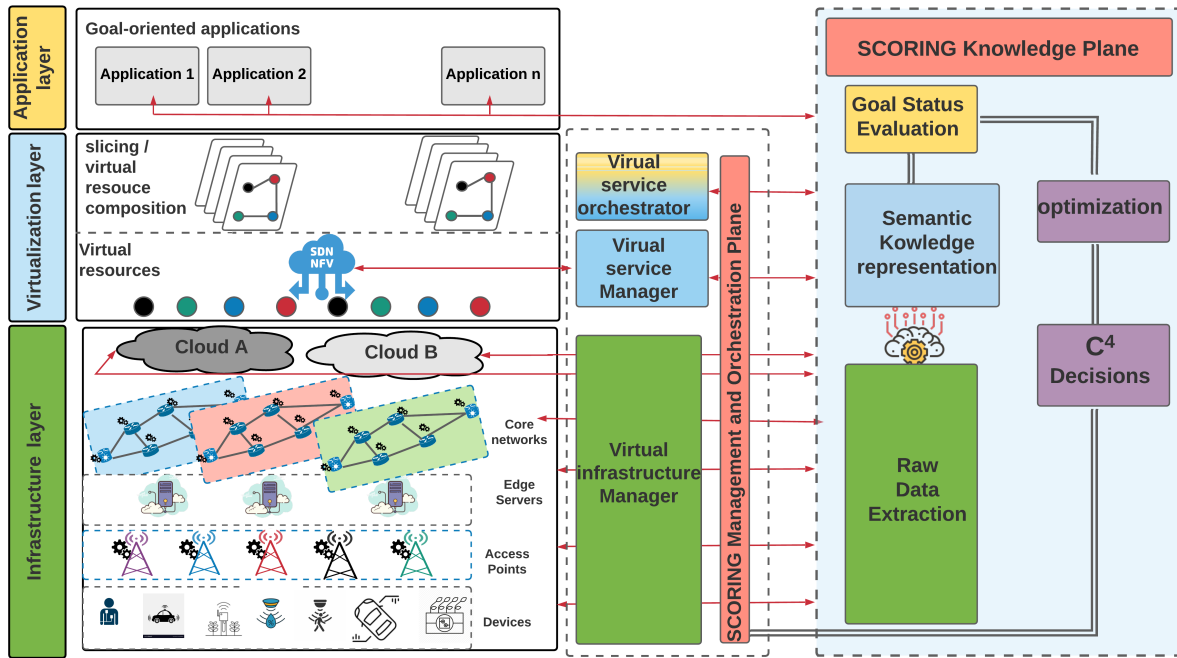 Application
layer
Goal-oriented applications
Application 1
Application 2
Application n
Virtualization layer
slicing /
virtual
resouce
composition
Virtual
resources
SDN
NFV
Infrastructure layer
Cloud A
Cloud B
Core
networks
Edge
Servers
Access
Points
Devices
Virual
service
orchestrator
Virual
service
Manager
Virtual
infrastructure
Manager
SCORING Management and Orchestration Plane
SCORING Knowledge Plane
Goal Status
Evaluation
Semantic
Kowledge
representation
Raw
Data
Extraction
optimization
C⁴
Decisions